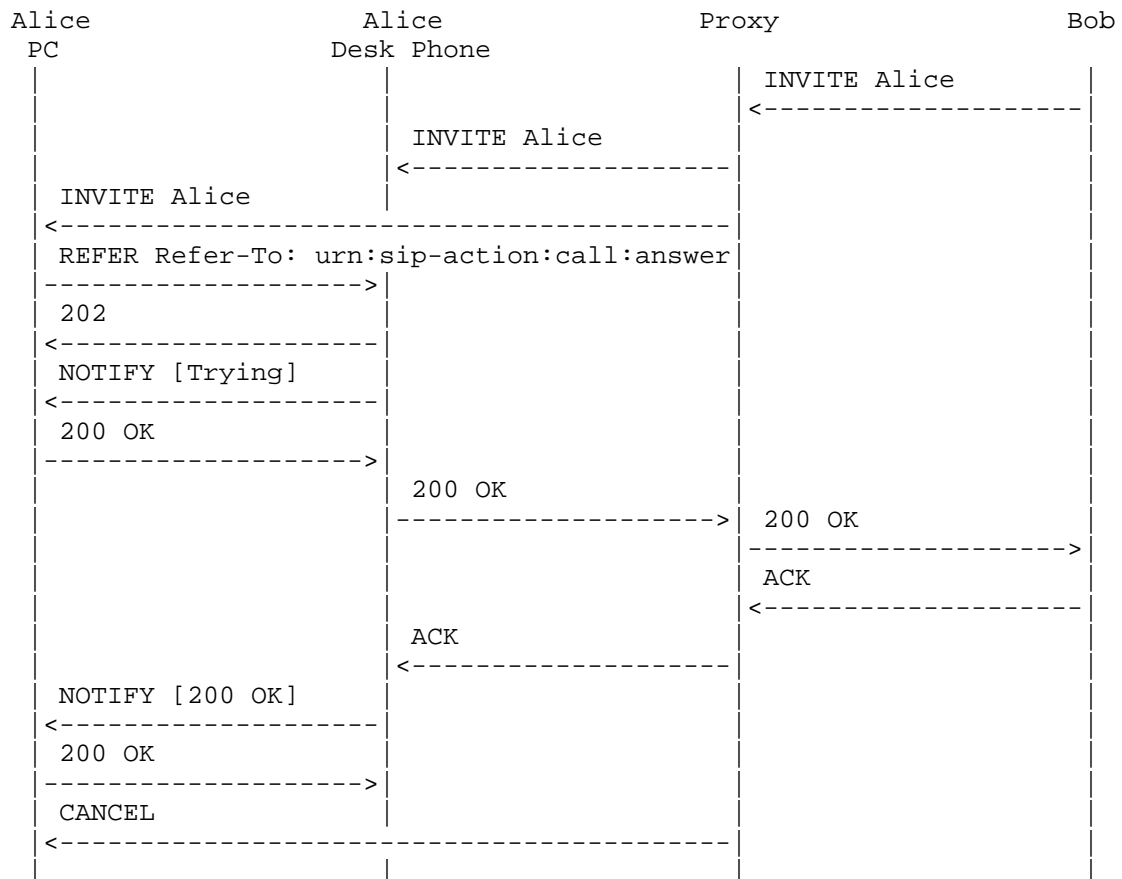 Alice Alice Proxy Bob
PC Desk Phone
INVITE Alice
INVITE Alice
INVITE Alice
REFER Refer-To: urn:sip-action:call:answer
202
NOTIFY [Trying]
200 OK
200 OK
200 OK
ACK
ACK
NOTIFY [200 OK]
200 OK
CANCEL